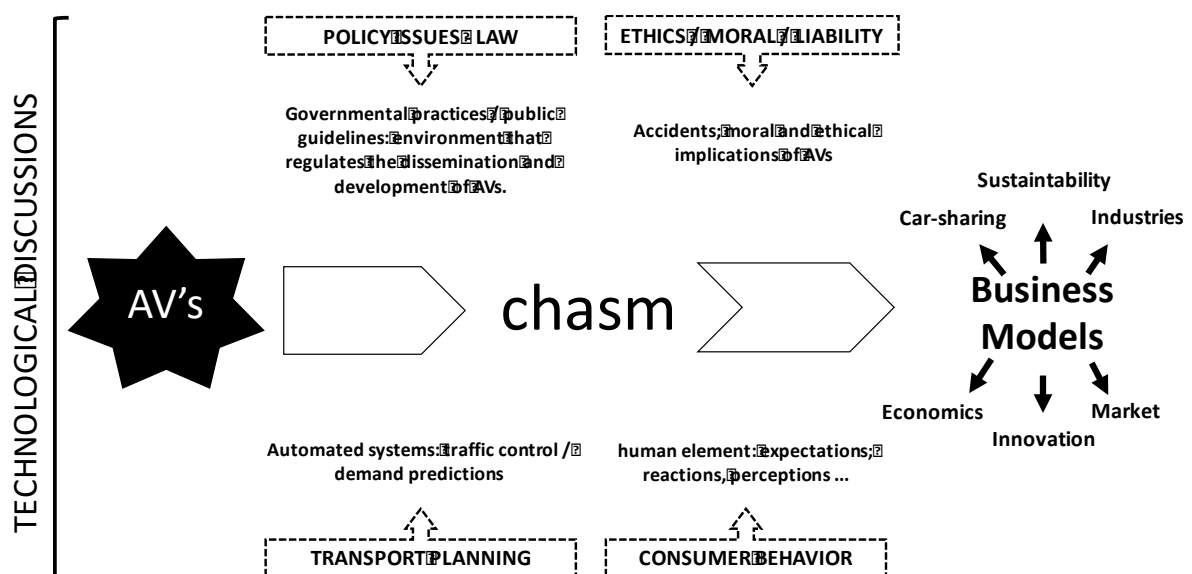 TECHNOLOGICAL DISCUSSIONS
POLICY ISSUES LAW
Governmental practices / public
guidelines: environment that
regulates the dissemination and
development of AVs.
ETHICS / MORAL / LIABILITY
Accidents; moral and ethical
implications of AVs
AV's
chasm
Sustaintability
Car-sharing
Industries
Business
Models
Economics
Market
Innovation
Automated systems: traffic control /
demand predictions
TRANSPORT PLANNING
human element: expectations;
reactions, perceptions ...
CONSUMER BEHAVIOR